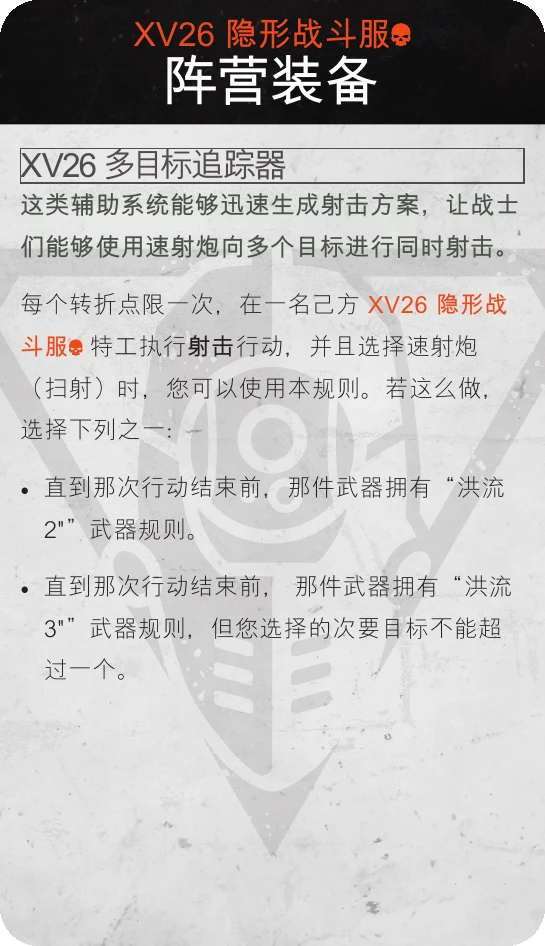 XV26 隐形战斗服
阵营装备
XV26 多目标追踪器
这类辅助系统能够迅速生成射击方案，让战士
们能够使用速射炮向多个目标进行同时射击。
每个转折点限一次，在一名己方 XV26 隐形战
斗服 特工执行射击行动，并且选择速射炮
（扫射）时，您可以使用本规则。若这么做，
选择下列之一：
• 直到那次行动结束前，那件武器拥有“洪流
2"”武器规则。
• 直到那次行动结束前， 那件武器拥有“洪流
3"”武器规则，但您选择的次要目标不能超
过一个。